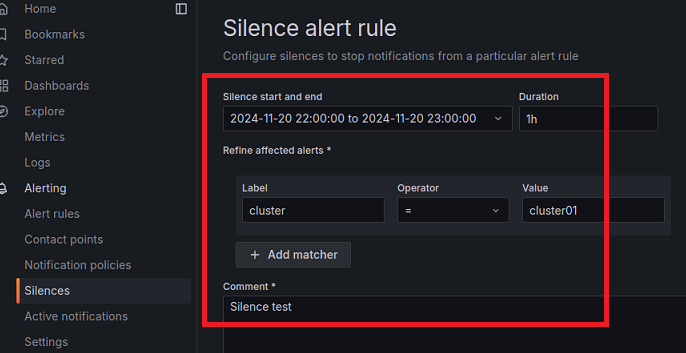 Home
Bookmarks
Starred
Dashboards
Explore
Metrics
Logs
Alerting
Alert rules
Contact points
Notification policies
Silences
Active notifications
Settings
Silence alert rule
Configure silences to stop notifications from a particular alert rule
Silence start and end Duration
2024-11-20 22:00:00 to 2024-11-20 23:00:00 1h
Refine affected alerts *
Label Operator Value
cluster = cluster01
+ Add matcher
Comment *
Silence test